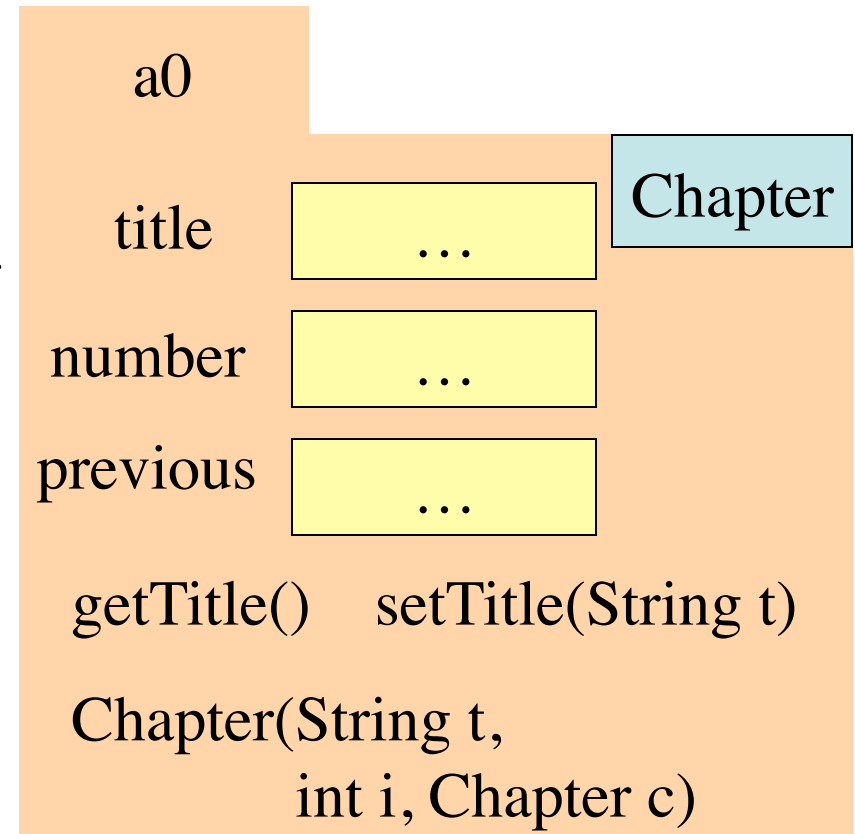 a0
Chapter
title …
number …
previous …
getTitle() setTitle(String t)
Chapter(String t,
int i, Chapter c)